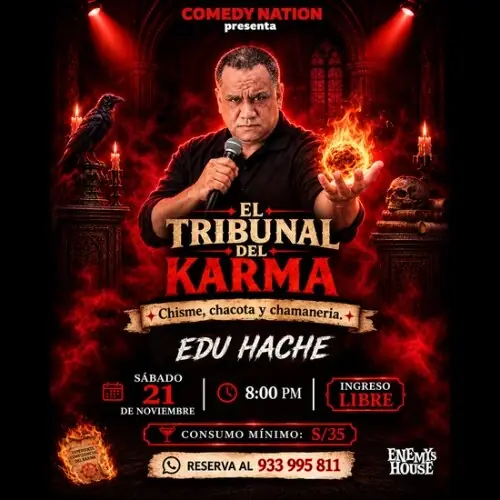 COMEDY NATION
presenta
EL
TRIBUNAL
DEL
KARMA
Chisme, chacota y chamanería.
EDU HACHE
SÁBADO
21
DE NOVIEMBRE
8:00 PM
INGRESO
LIBRE
CONSUMO MÍNIMO: S/35
RESERVA AL 933 995 811
ENEMYs
HOUSE